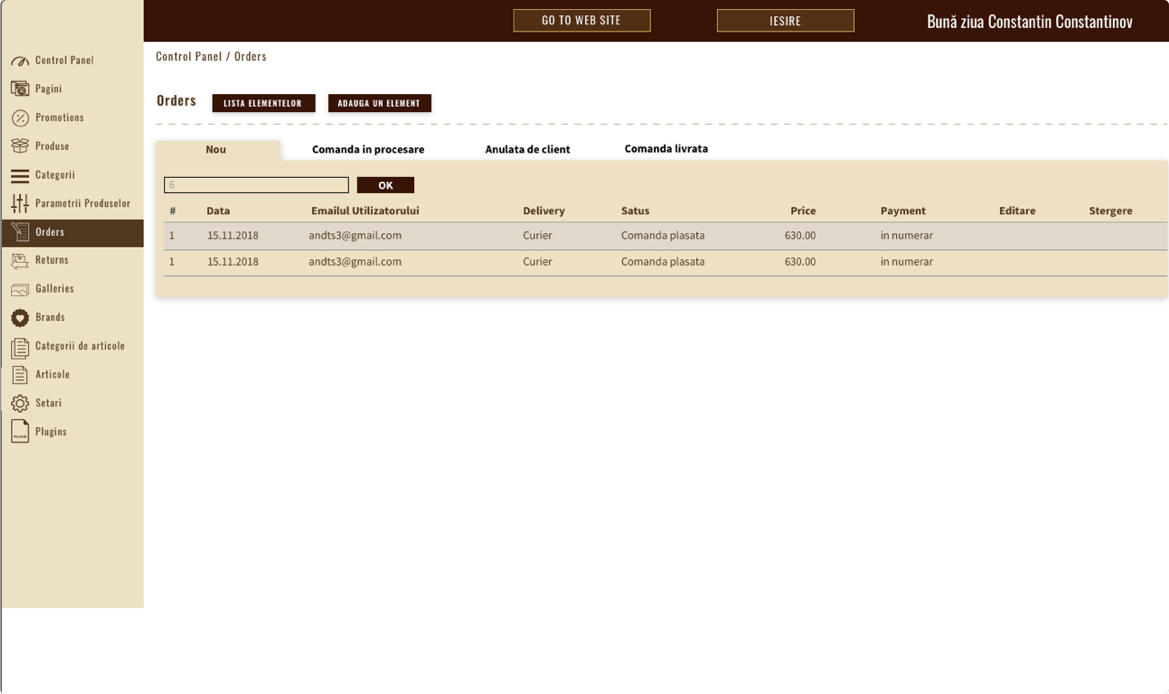 GO TO WEB SITE
IESIRE
Bună ziua Constantin Constantinov
Control Panel
Pagini
Promotions
Produse
Categorii
Parametrii Produselor
Orders
Returns
Galleries
Brands
Categorii de articole
Articole
Setari
Plugins
Control Panel / Orders
Orders LISTA ELEMENTELOR ADAUGA UN ELEMENT
Nou Comanda in procesare Anulata de client Comanda livrata
6 OK
# Data Emailul Utilizatorului Delivery Satus Price Payment Editare Stergere
1 15.11.2018 andts3@gmail.com Curier Comanda plasata 630.00 in numerar
1 15.11.2018 andts3@gmail.com Curier Comanda plasata 630.00 in numerar